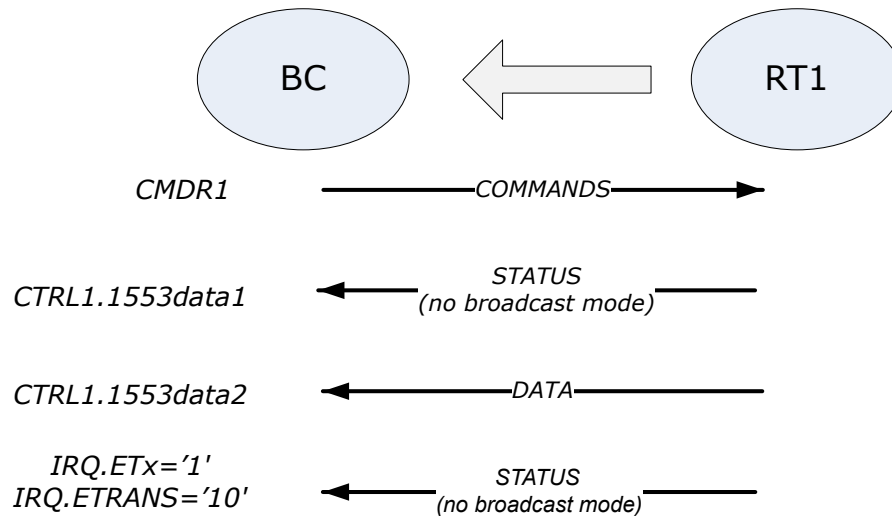 BC
RT1
CMDR1
COMMANDS
CTRL1.1553data1
STATUS
(no broadcast mode)
CTRL1.1553data2
DATA
IRQ.ETx='1'
IRQ.ETRANS='10'
STATUS
(no broadcast mode)